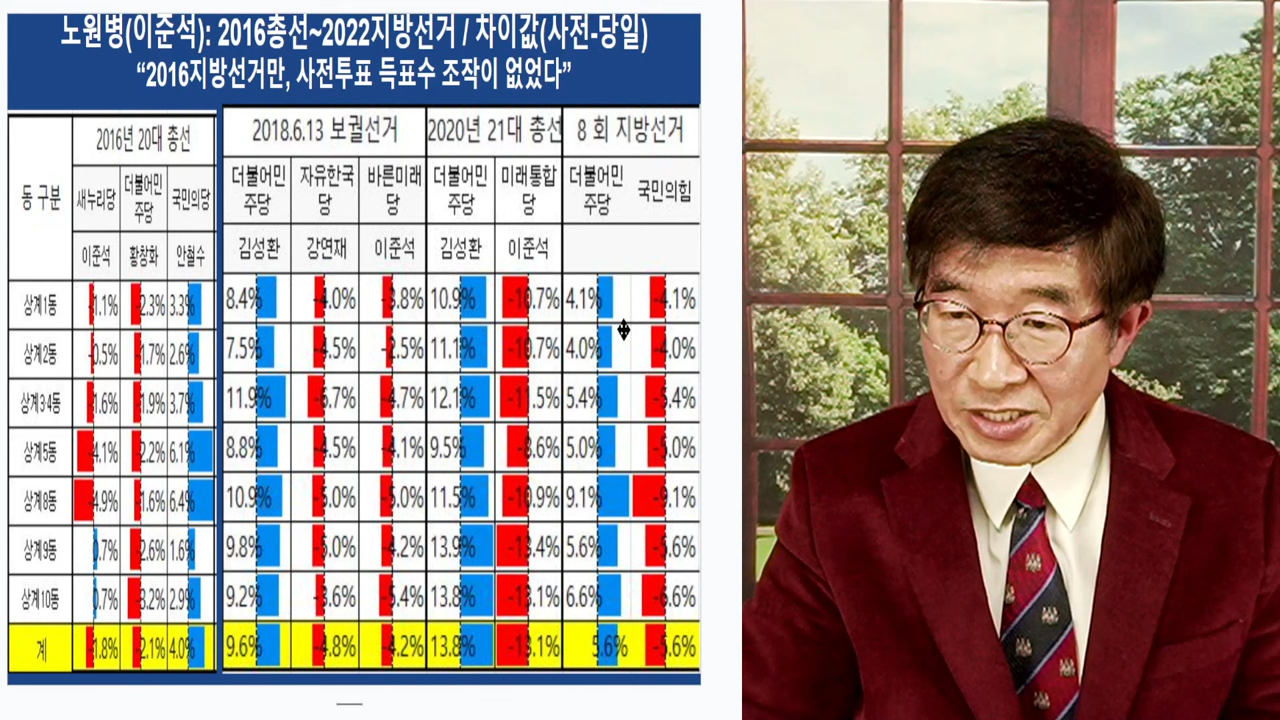 노원병(이준석): 2016총선~2022지방선거 / 차이값(사전-당일)
“2016지방선거만, 사전투표 득표수 조작이 없었다”
동 구분 2016년 20대 총선 2018.6.13 보궐선거 2020년 21대 총선 8 회 지방선거
새누리당 더불어민주당 국민의당 더불어민주당 자유한국당 바른미래당 더불어민주당 미래통합당 더불어민주당 국민의힘
이준석 황창화 안철수 김성환 강연재 이준석 김성환 이준석
상계1동 -1.1% -2.3% 3.3% 8.4% -4.0% -3.8% 10.9% -10.7% 4.1% -4.1%
상계2동 -0.5% -1.7% 2.6% 7.5% -4.5% -2.5% 11.1% -10.7% 4.0% -4.0%
상계3·4동 -1.6% -1.9% 3.7% 11.9% -6.7% -4.7% 12.1% -11.5% 5.4% -5.4%
상계5동 -4.1% -2.2% 6.1% 8.8% -4.5% -4.1% 9.5% -8.6% 5.0% -5.0%
상계8동 -4.9% -1.6% 6.4% 10.9% -5.0% -5.0% 11.5% -10.9% 9.1% -9.1%
상계9동 0.7% -2.6% 1.6% 9.8% -5.0% -4.2% 13.9% -13.4% 5.6% -5.6%
상계10동 0.7% -3.2% 2.9% 9.2% -3.6% -5.4% 13.8% -13.1% 6.6% -6.6%
계 -1.8% -2.1% 4.0% 9.6% -4.8% -4.2% 13.8% -13.1% 5.6% -5.6%